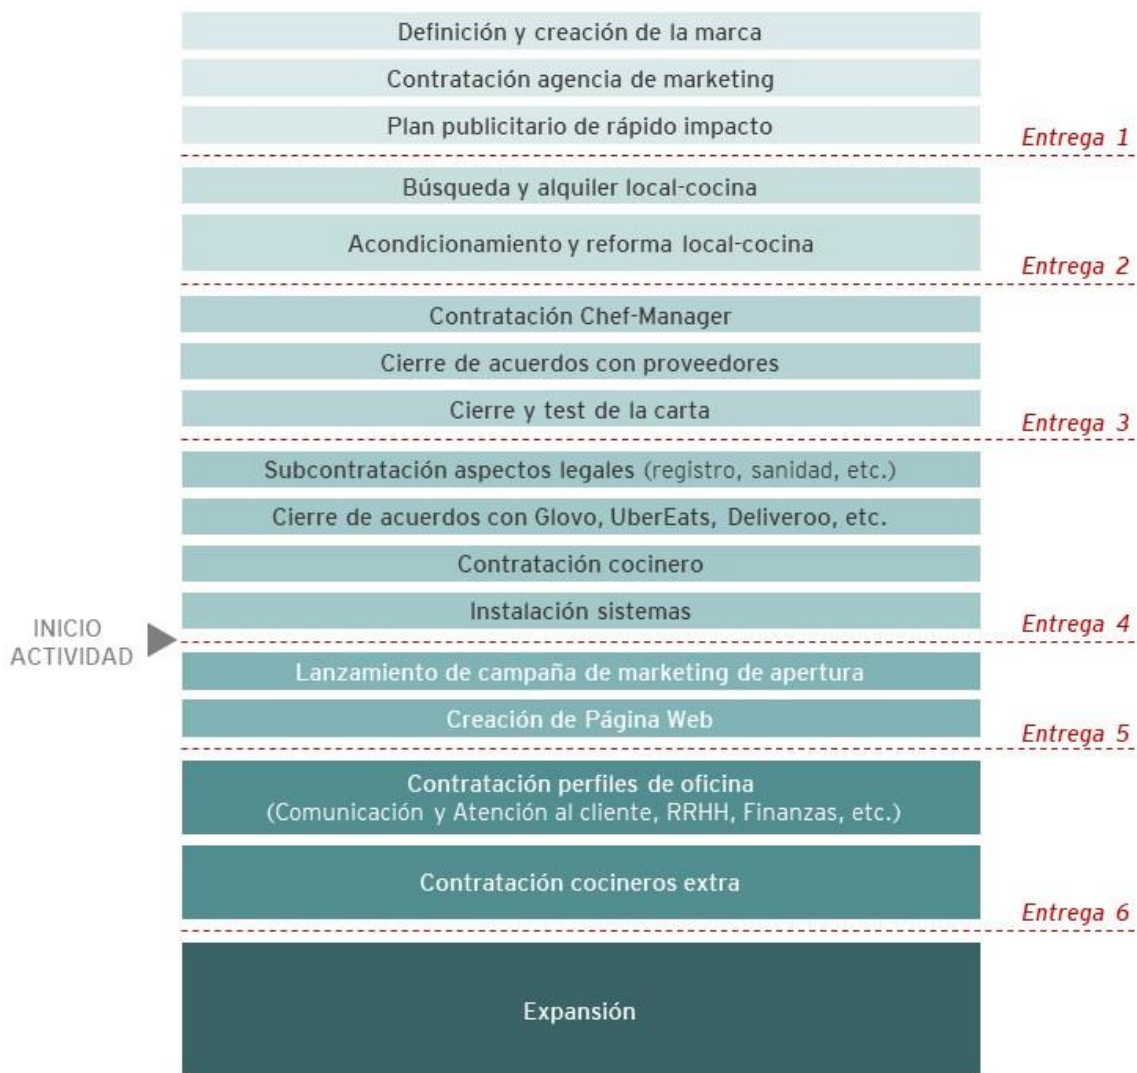 Definición y creación de la marca
Contratación agencia de marketing
Plan publicitario de rápido impacto
Entrega 1
Búsqueda y alquiler local-cocina
Acondicionamiento y reforma local-cocina
Entrega 2
Contratación Chef-Manager
Cierre de acuerdos con proveedores
Cierre y test de la carta
Entrega 3
Subcontratación aspectos legales (registro, sanidad, etc.)
Cierre de acuerdos con Glovo, UberEats, Deliveroo, etc.
Contratación cocinero
Instalación sistemas
Entrega 4
INICIO
ACTIVIDAD
Lanzamiento de campaña de marketing de apertura
Creación de Página Web
Entrega 5
Contratación perfiles de oficina
(Comunicación y Atención al cliente, RRHH, Finanzas, etc.)
Contratación cocineros extra
Entrega 6
Expansión